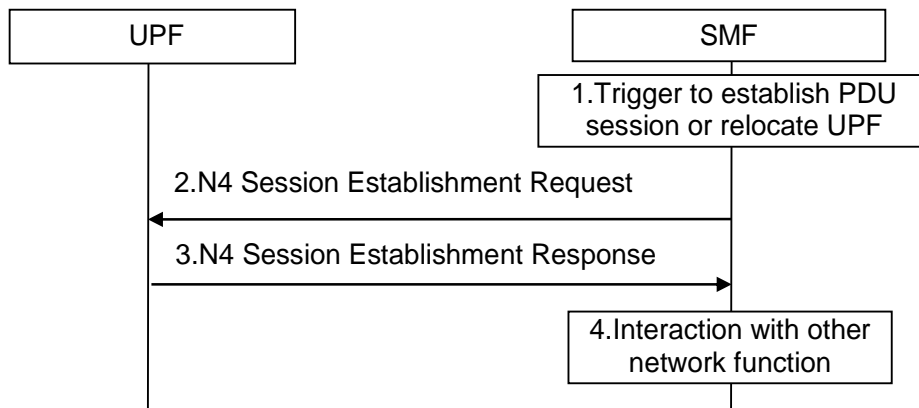 UPF
SMF
1.Trigger to establish PDU
session or relocate UPF
2.N4 Session Establishment Request
3.N4 Session Establishment Response
4.Interaction with other
network function